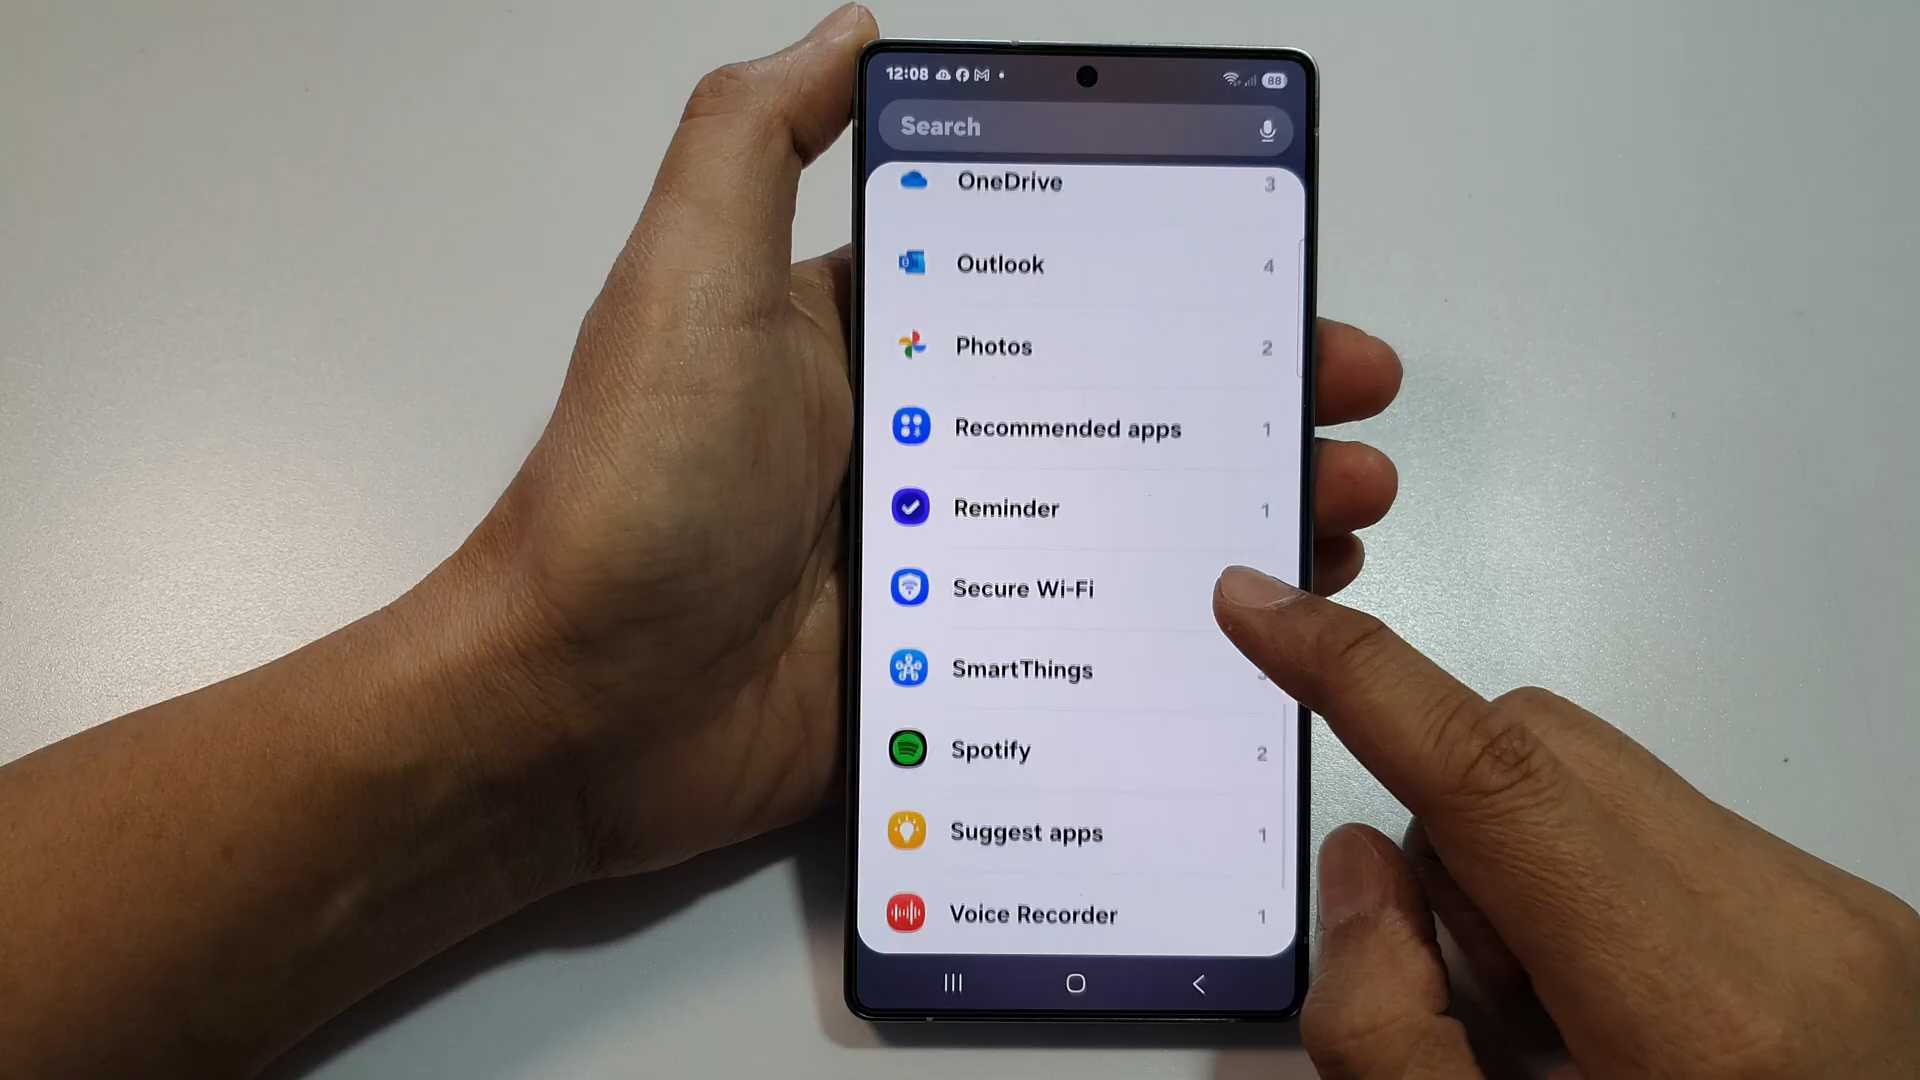 12:08
88
Search
OneDrive 3
Outlook 4
Photos 2
Recommended apps 1
Reminder 1
Secure Wi-Fi
SmartThings
Spotify 2
Suggest apps 1
Voice Recorder 1